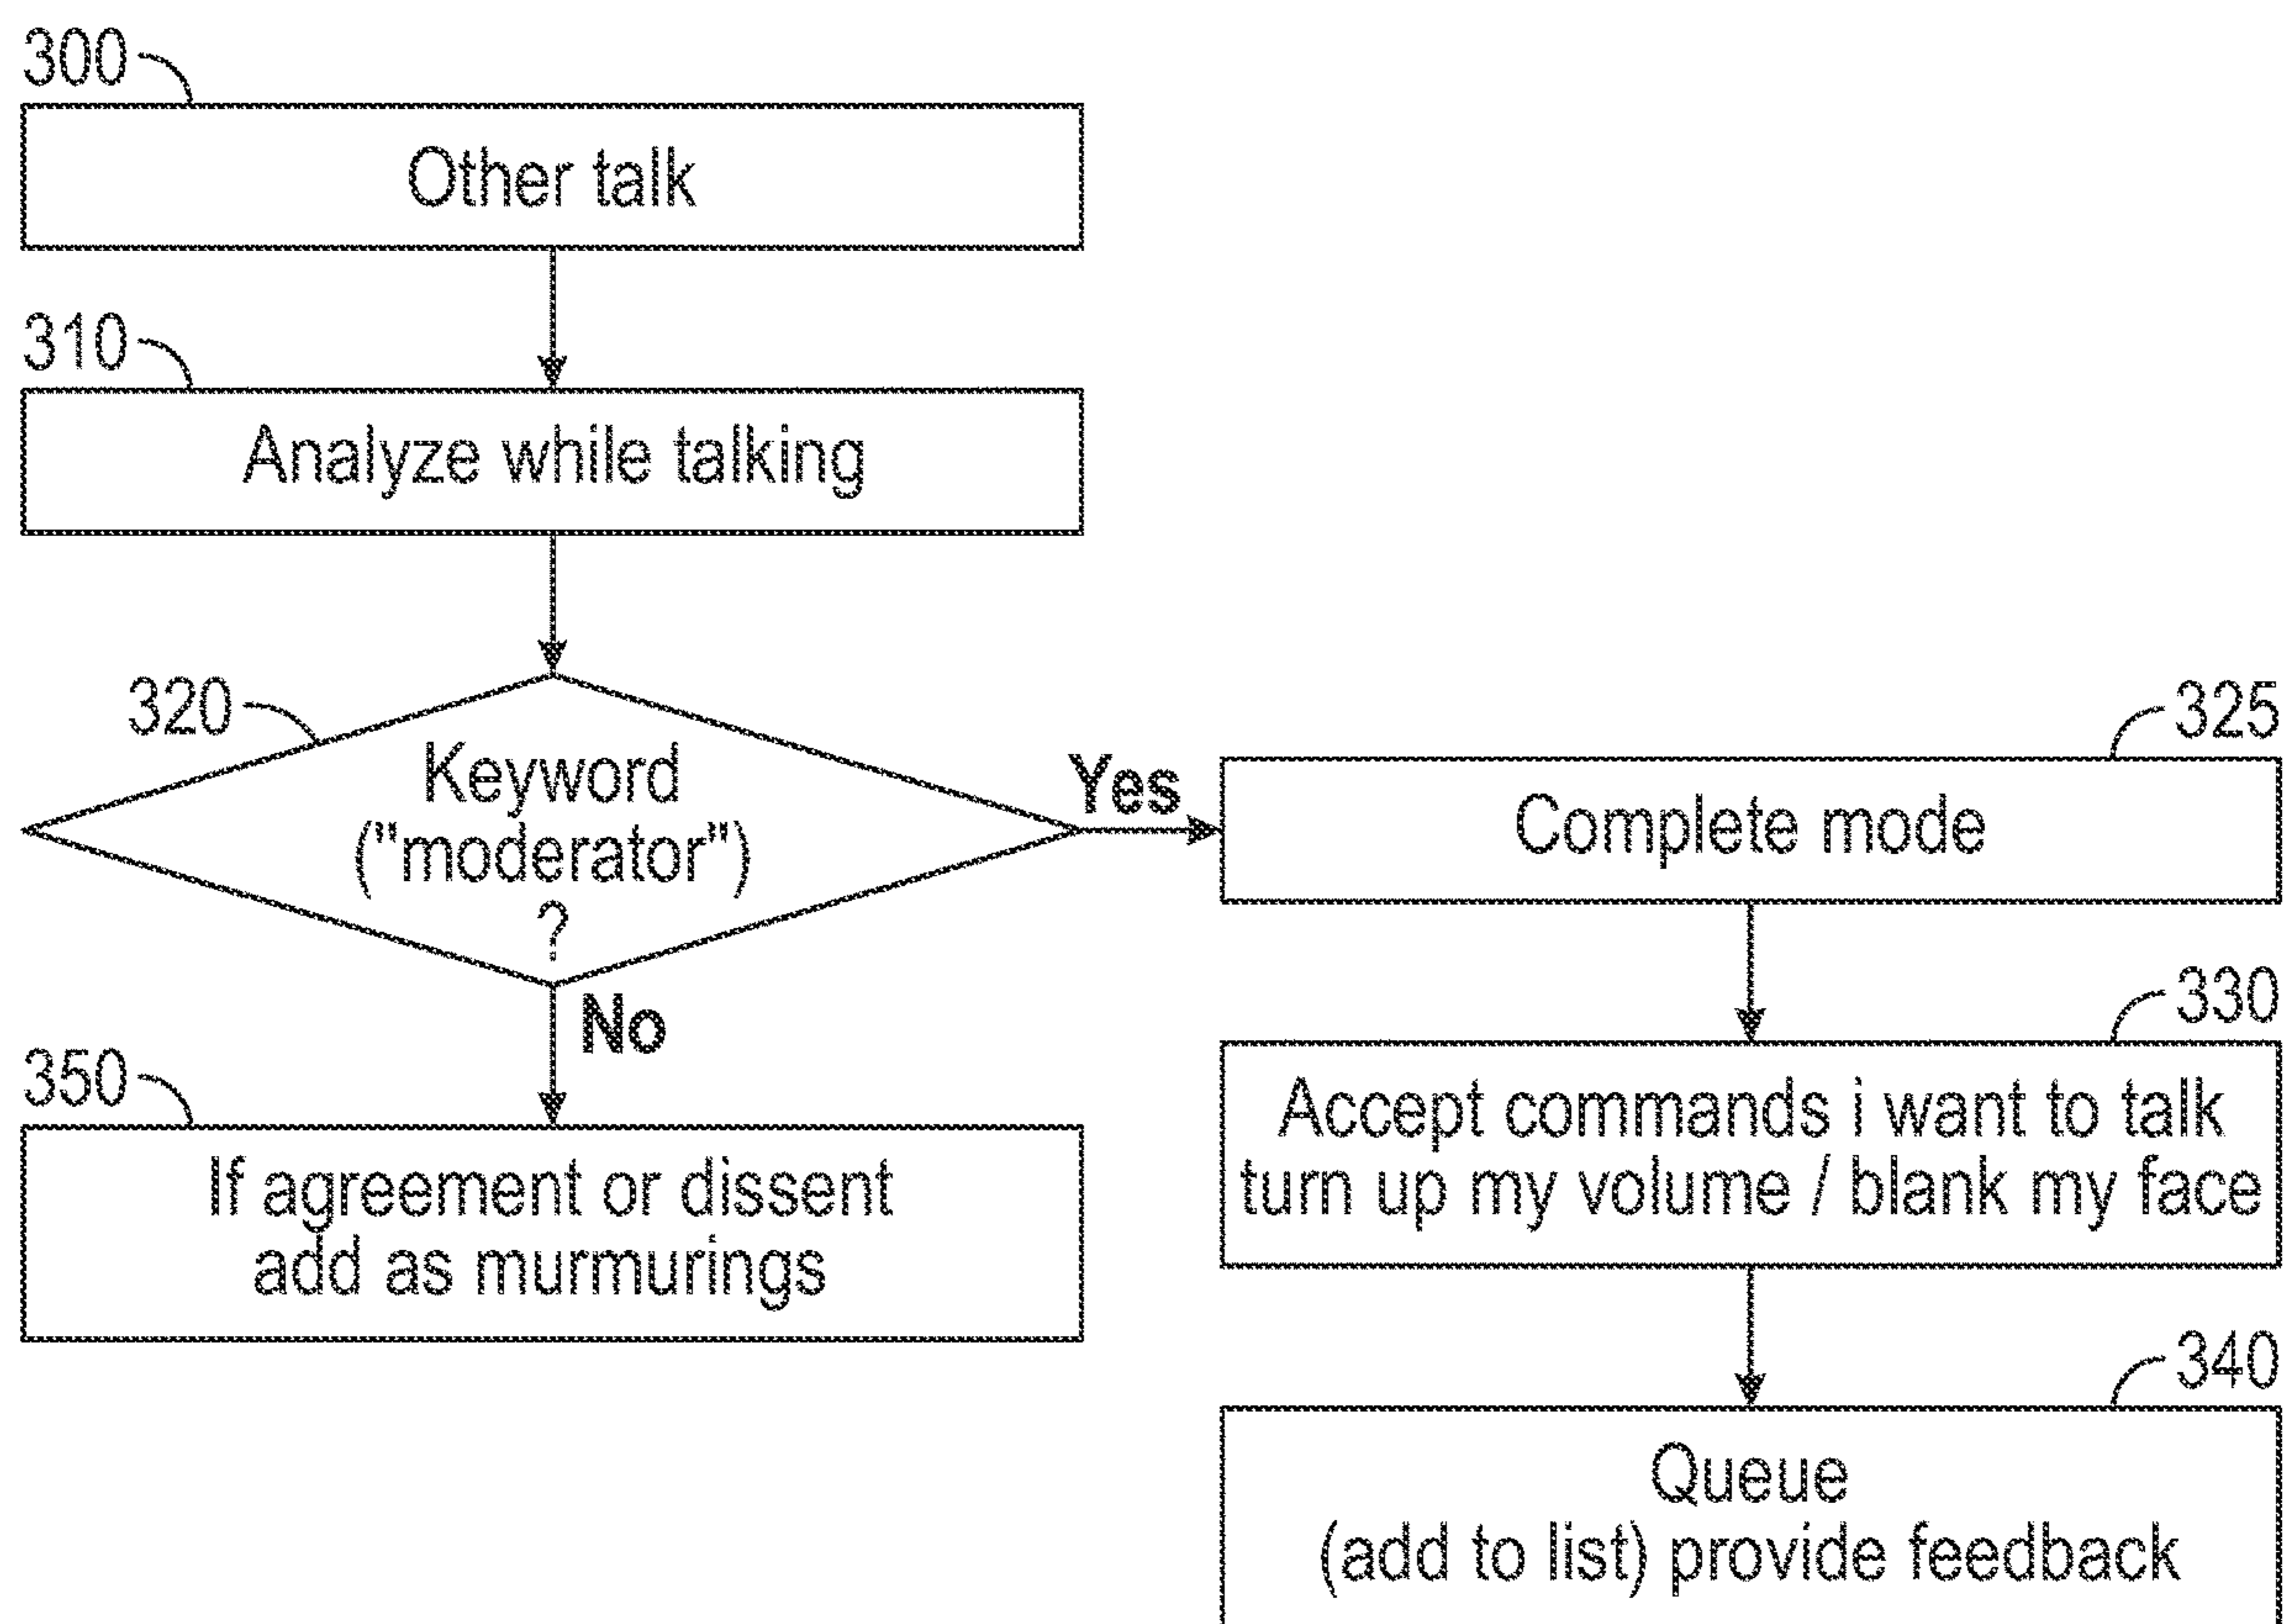 300
Other talk
310
Analyze while talking
320
Keyword
("moderator")
?
Yes
No
325
Complete mode
330
Accept commands i want to talk
turn up my volume / blank my face
340
Queue
(add to list) provide feedback
350
If agreement or dissent
add as murmurings